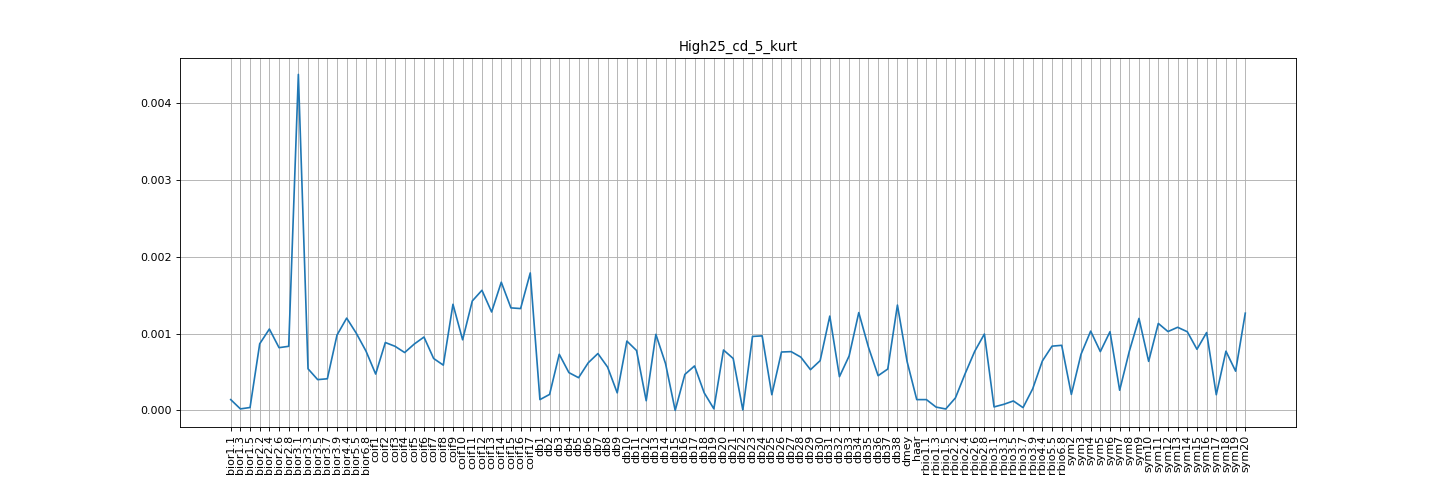 High25_cd_5_kurt
0.004
0.003
0.002
0.001
0.000
bior1.1
bior1.3
bior1.5
bior2.2
bior2.4
bior2.6
bior2.8
bior3.1
bior3.3
bior3.5
bior3.7
bior3.9
bior4.4
bior5.5
bior6.8
coif1
coif2
coif3
coif4
coif5
coif6
coif7
coif8
coif9
coif10
coif11
coif12
coif13
coif14
coif15
coif16
coif17
db1
db2
db3
db4
db5
db6
db7
db8
db9
db10
db11
db12
db13
db14
db15
db16
db17
db18
db19
db20
db21
db22
db23
db24
db25
db26
db27
db28
db29
db30
db31
db32
db33
db34
db35
db36
db37
db38
dmey
haar
rbio1.1
rbio1.3
rbio1.5
rbio2.2
rbio2.4
rbio2.6
rbio2.8
rbio3.1
rbio3.3
rbio3.5
rbio3.7
rbio3.9
rbio4.4
rbio5.5
rbio6.8
sym2
sym3
sym4
sym5
sym6
sym7
sym8
sym9
sym10
sym11
sym12
sym13
sym14
sym15
sym16
sym17
sym18
sym19
sym20